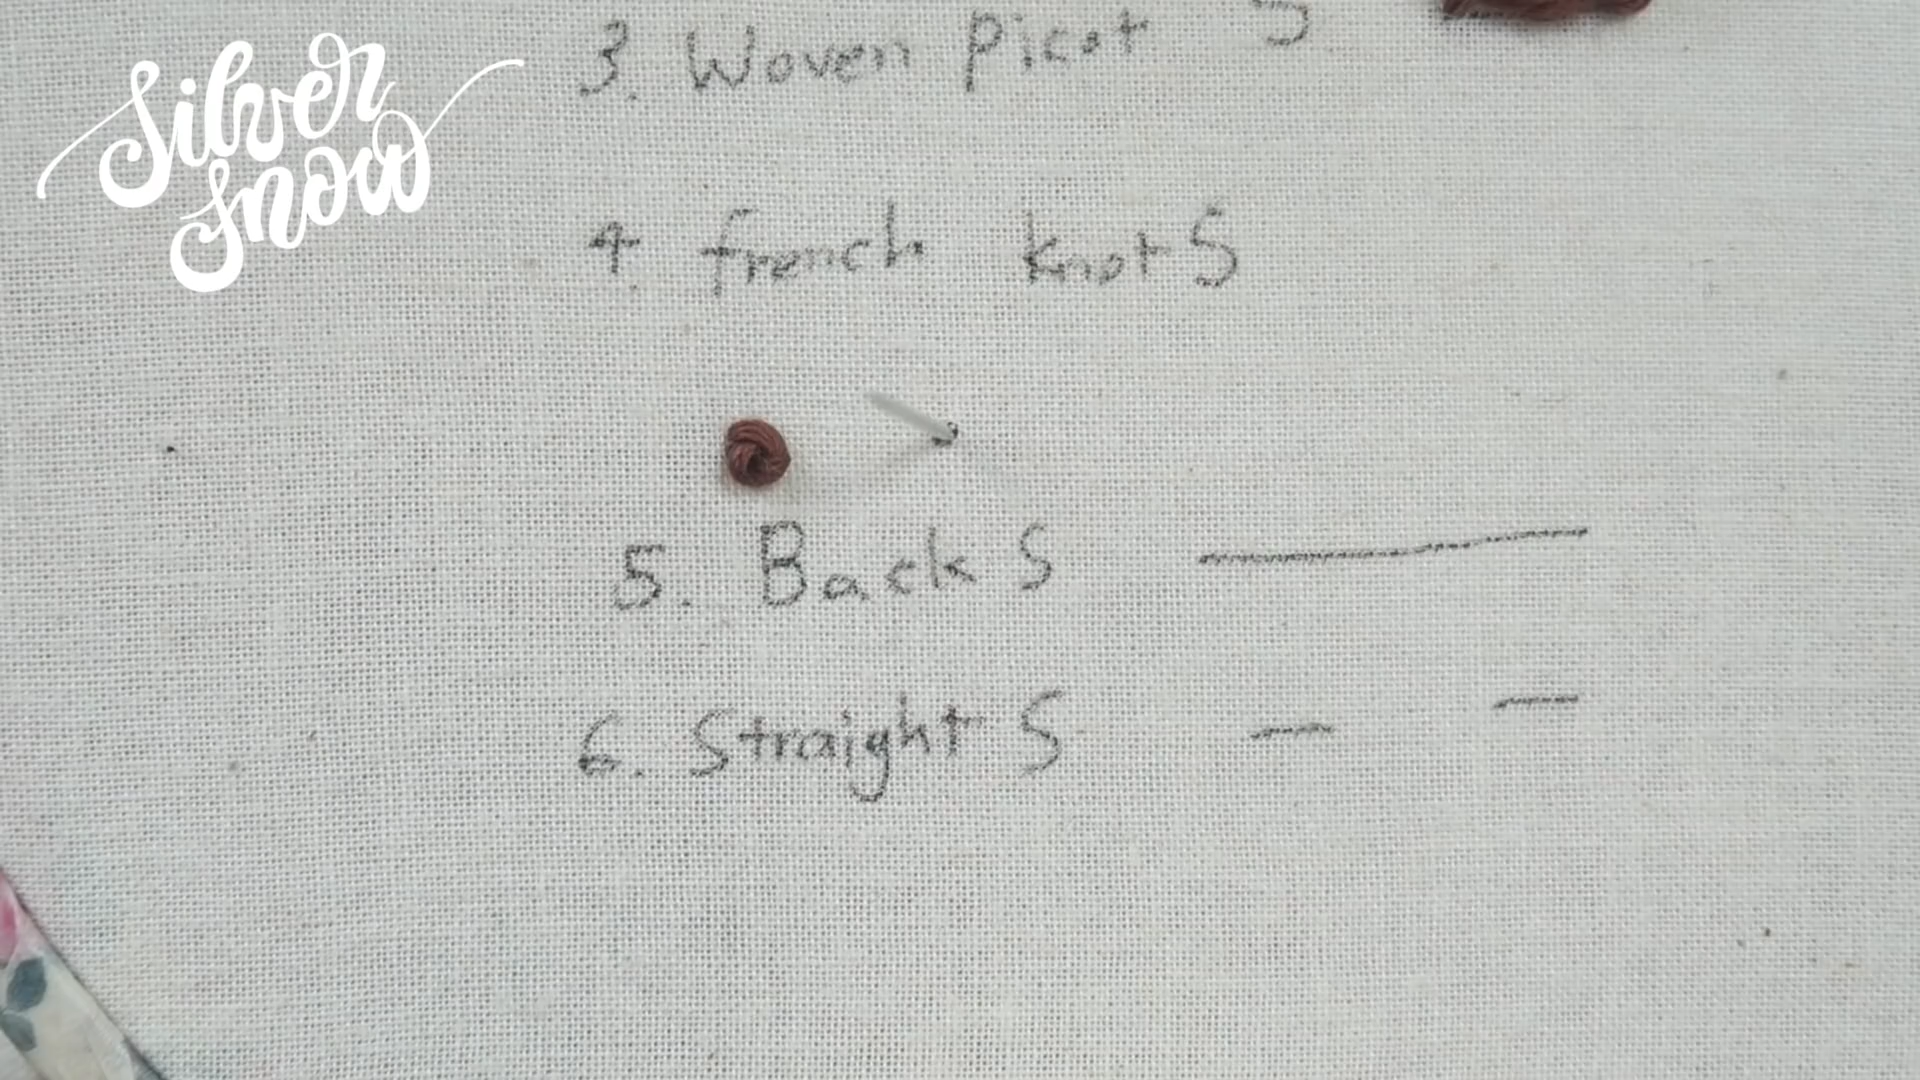 Silver
Snow
3. Woven Picot S
4. french knot S
5. Back S
6. Straight S